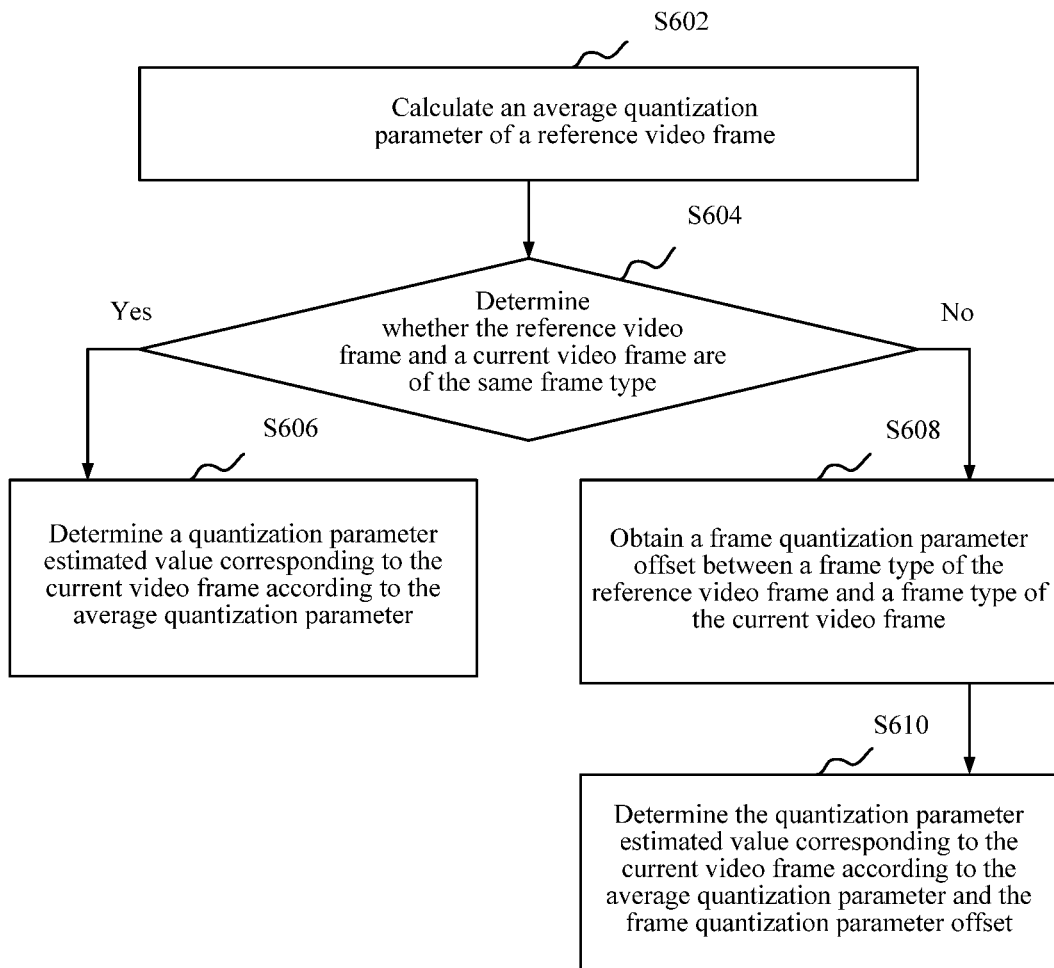 S602
Calculate an average quantization
parameter of a reference video frame
S604
Determine
whether the reference video
frame and a current video frame are
of the same frame type
Yes
No
S606
Determine a quantization parameter
estimated value corresponding to the
current video frame according to the
average quantization parameter
S608
Obtain a frame quantization parameter
offset between a frame type of the
reference video frame and a frame type of
the current video frame
S610
Determine the quantization parameter
estimated value corresponding to the
current video frame according to the
average quantization parameter and the
frame quantization parameter offset